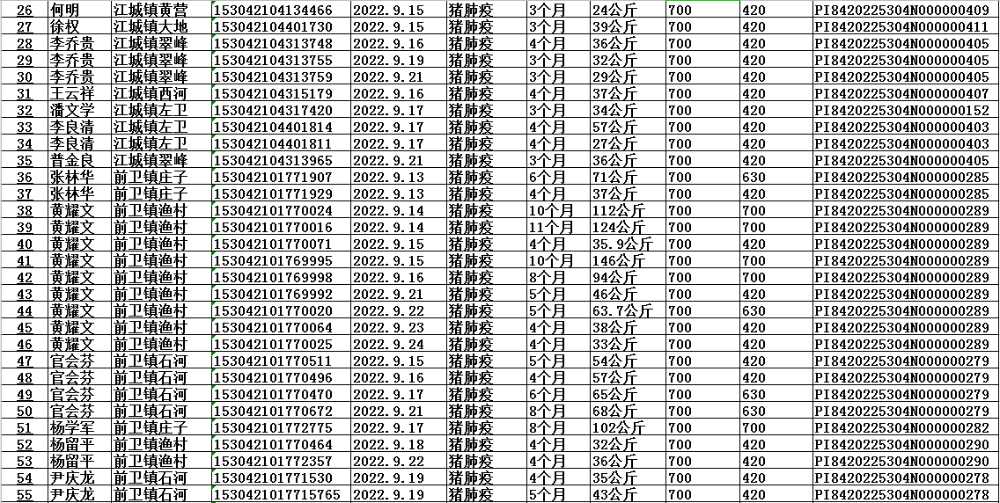 26 何明 江城镇黄营 153042104134466 2022.9.15 猪肺疫 3个月 24公斤 700 420 PI8420225304N000000409
27 徐权 江城镇大地 153042104401730 2022.9.15 猪肺疫 3个月 39公斤 700 420 PI8420225304N000000411
28 李乔贵 江城镇翠峰 153042104313748 2022.9.16 猪肺疫 4个月 36公斤 700 420 PI8420225304N000000405
29 李乔贵 江城镇翠峰 153042104313755 2022.9.19 猪肺疫 3个月 32公斤 700 420 PI8420225304N000000405
30 李乔贵 江城镇翠峰 153042104313759 2022.9.21 猪肺疫 3个月 29公斤 700 420 PI8420225304N000000405
31 王云祥 江城镇西河 153042104315179 2022.9.16 猪肺疫 4个月 37公斤 700 420 PI8420225304N000000407
32 潘文学 江城镇左卫 153042104317420 2022.9.17 猪肺疫 3个月 34公斤 700 420 PI8420225304N000000152
33 李良清 江城镇左卫 153042104401814 2022.9.17 猪肺疫 4个月 57公斤 700 420 PI8420225304N000000403
34 李良清 江城镇左卫 153042104401811 2022.9.17 猪肺疫 4个月 27公斤 700 420 PI8420225304N000000403
35 普金良 江城镇翠峰 153042104313965 2022.9.21 猪肺疫 3个月 36公斤 700 420 PI8420225304N000000405
36 张林华 前卫镇庄子 153042101771907 2022.9.13 猪肺疫 6个月 71公斤 700 630 PI8420225304N000000285
37 张林华 前卫镇庄子 153042101771929 2022.9.13 猪肺疫 4个月 37公斤 700 420 PI8420225304N000000285
38 黄耀文 前卫镇渔村 153042101770024 2022.9.14 猪肺疫 10个月 112公斤 700 700 PI8420225304N000000289
39 黄耀文 前卫镇渔村 153042101770016 2022.9.14 猪肺疫 11个月 124公斤 700 700 PI8420225304N000000289
40 黄耀文 前卫镇渔村 153042101770071 2022.9.15 猪肺疫 4个月 35.9公斤 700 420 PI8420225304N000000289
41 黄耀文 前卫镇渔村 153042101769995 2022.9.15 猪肺疫 10个月 146公斤 700 700 PI8420225304N000000289
42 黄耀文 前卫镇渔村 153042101769998 2022.9.16 猪肺疫 8个月 94公斤 700 700 PI8420225304N000000289
43 黄耀文 前卫镇渔村 153042101769992 2022.9.21 猪肺疫 5个月 46公斤 700 420 PI8420225304N000000289
44 黄耀文 前卫镇渔村 153042101770020 2022.9.22 猪肺疫 5个月 63.7公斤 700 630 PI8420225304N000000289
45 黄耀文 前卫镇渔村 153042101770064 2022.9.23 猪肺疫 4个月 38公斤 700 420 PI8420225304N000000289
46 黄耀文 前卫镇渔村 153042101770025 2022.9.24 猪肺疫 4个月 33公斤 700 420 PI8420225304N000000289
47 官会芬 前卫镇石河 153042101770511 2022.9.15 猪肺疫 5个月 54公斤 700 420 PI8420225304N000000279
48 官会芬 前卫镇石河 153042101770496 2022.9.16 猪肺疫 4个月 57公斤 700 420 PI8420225304N000000279
49 官会芬 前卫镇石河 153042101770470 2022.9.17 猪肺疫 6个月 65公斤 700 630 PI8420225304N000000279
50 官会芬 前卫镇石河 153042101770672 2022.9.21 猪肺疫 8个月 68公斤 700 630 PI8420225304N000000279
51 杨学军 前卫镇庄子 153042101772775 2022.9.17 猪肺疫 8个月 102公斤 700 700 PI8420225304N000000282
52 杨留平 前卫镇渔村 153042101770464 2022.9.18 猪肺疫 4个月 32公斤 700 420 PI8420225304N000000290
53 杨留平 前卫镇渔村 153042101772357 2022.9.22 猪肺疫 4个月 36公斤 700 420 PI8420225304N000000290
54 尹庆龙 前卫镇石河 153042101771530 2022.9.19 猪肺疫 4个月 35公斤 700 420 PI8420225304N000000278
55 尹庆龙 前卫镇石河 1530421017715765 2022.9.19 猪肺疫 5个月 43公斤 700 420 PI8420225304N000000278